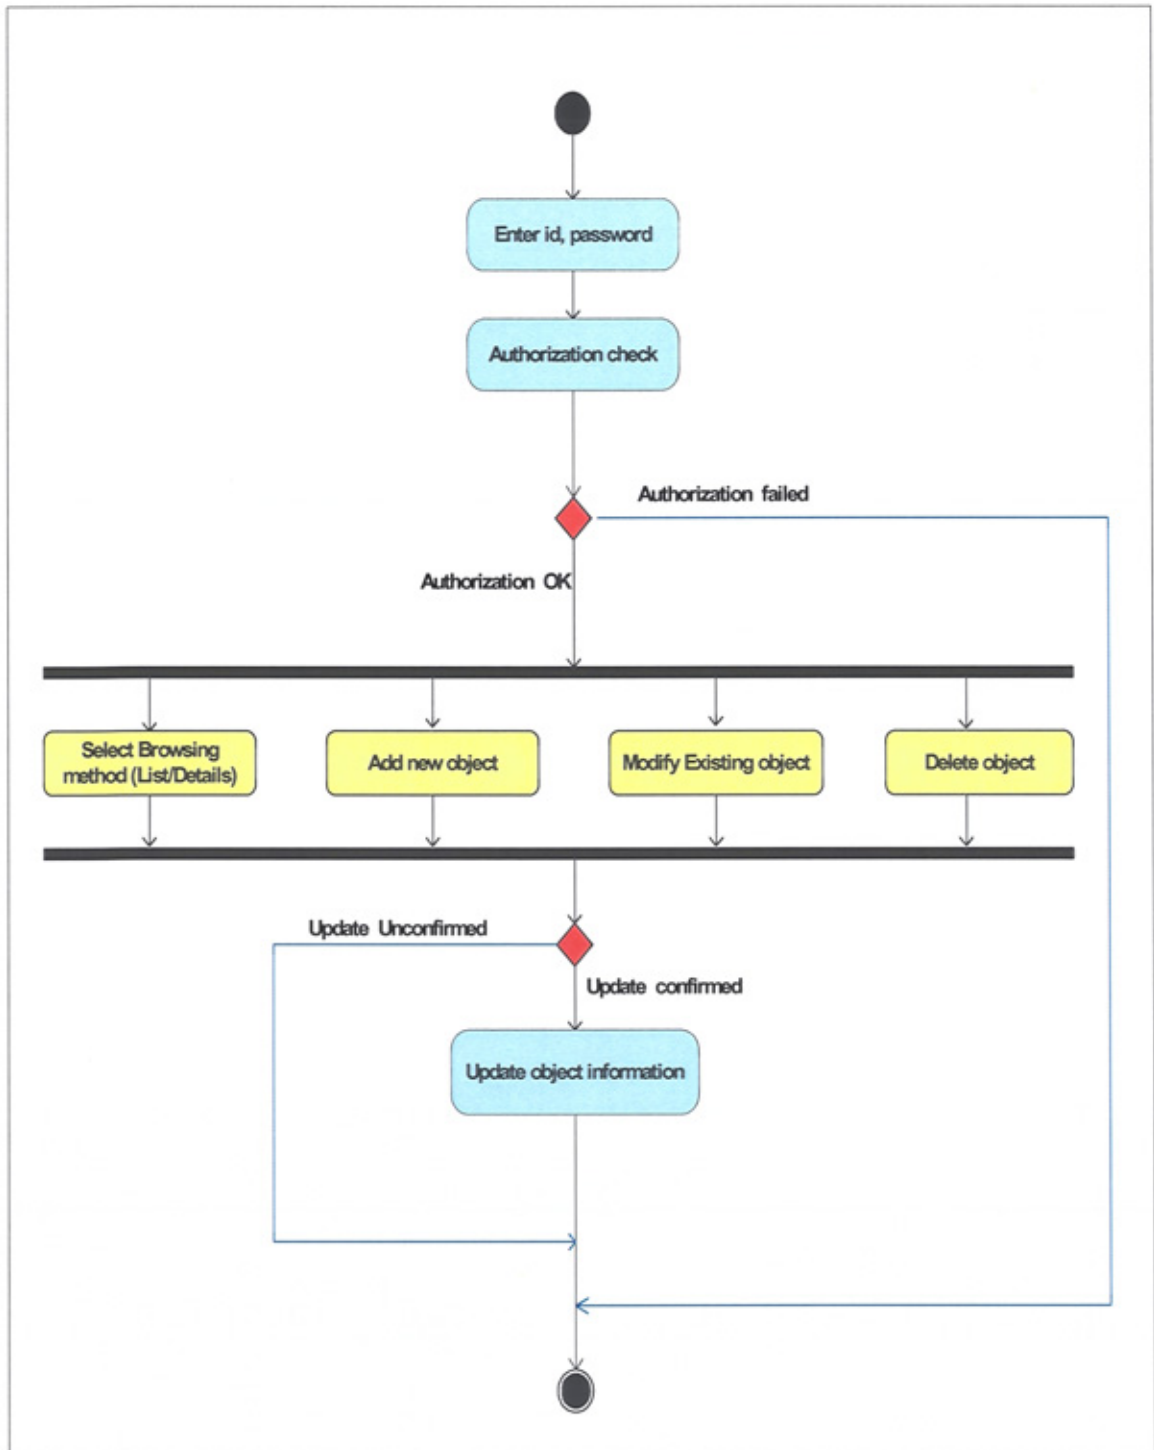 Enter id, password
Authorization check
Authorization failed
Authorization OK
Select Browsing
method (List/Details)
Add new object
Modify Existing object
Delete object
Update Unconfirmed
Update confirmed
Update object information